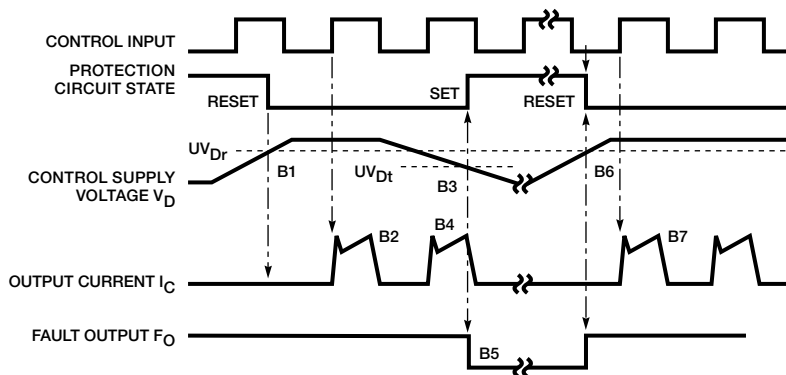 CONTROL INPUT
PROTECTION
CIRCUIT STATE
RESET
SET
RESET
UVDr
B1
UVDt
B3
B6
CONTROL SUPPLY
VOLTAGE VD
B2
B4
B7
OUTPUT CURRENT IC
FAULT OUTPUT FO
B5